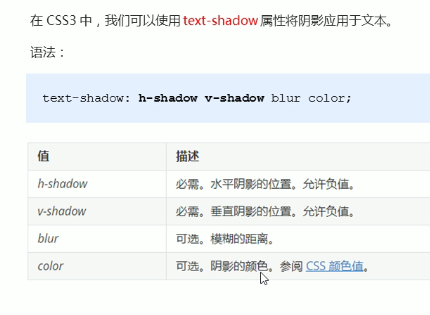 在 CSS3 中，我们可以使用 text-shadow 属性将阴影应用于文本。
语法：
text-shadow: h-shadow v-shadow blur color;
值 描述
h-shadow 必需。水平阴影的位置。允许负值。
v-shadow 必需。垂直阴影的位置。允许负值。
blur 可选。模糊的距离。
color 可选。阴影的颜色。参阅 CSS 颜色值。